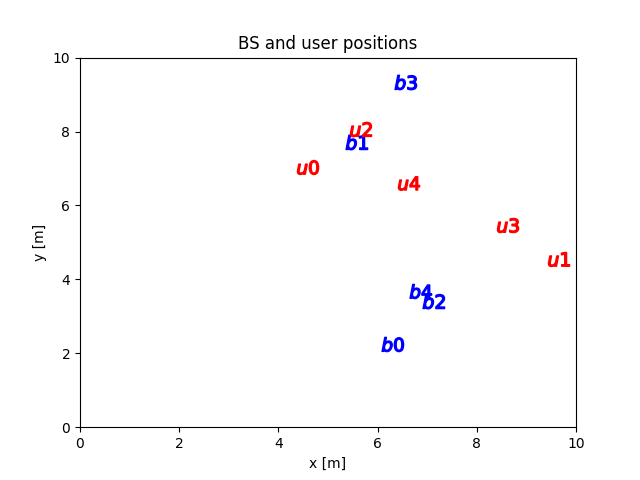 BS and user positions
10
b3
8
u2
b1
u0
u4
6
u3
u1
4
b4
b2
2
b0
0
0 2 4 6 8 10
y [m]
x [m]